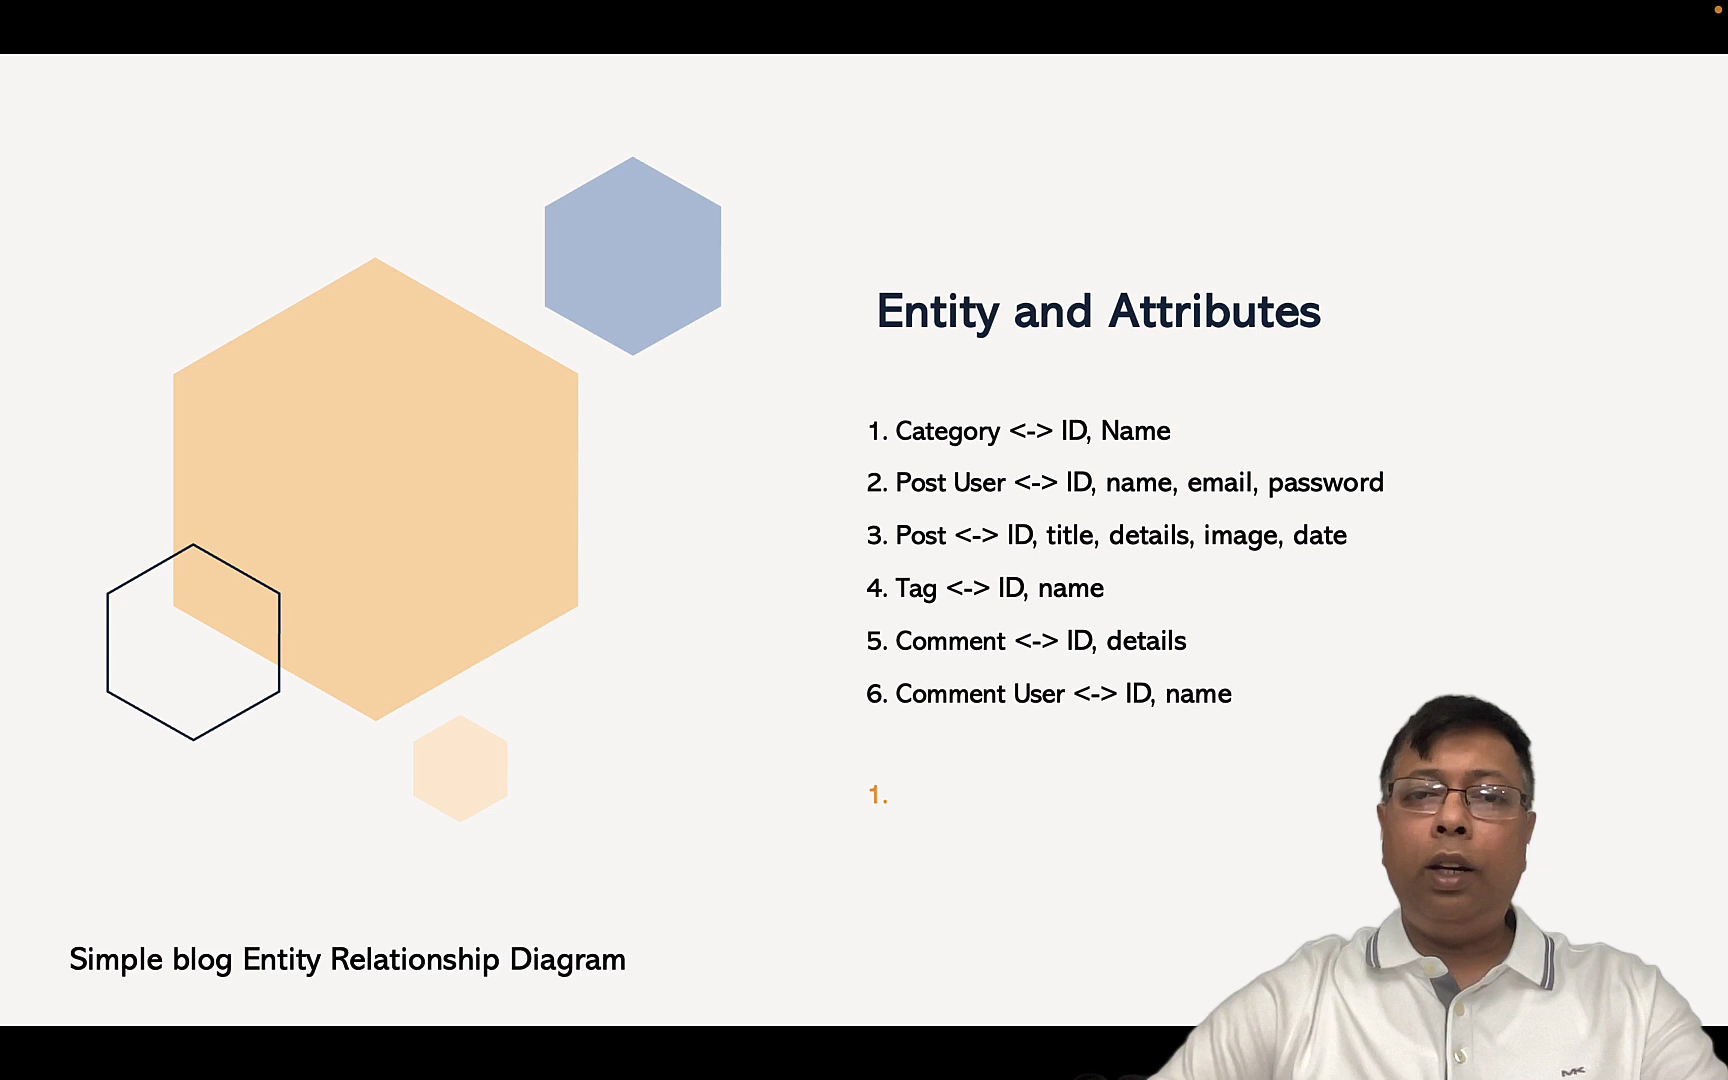 Entity and Attributes
1. Category <-> ID, Name
2. Post User <-> ID, name, email, password
3. Post <-> ID, title, details, image, date
4. Tag <-> ID, name
5. Comment <-> ID, details
6. Comment User <-> ID, name
1.
Simple blog Entity Relationship Diagram
MK